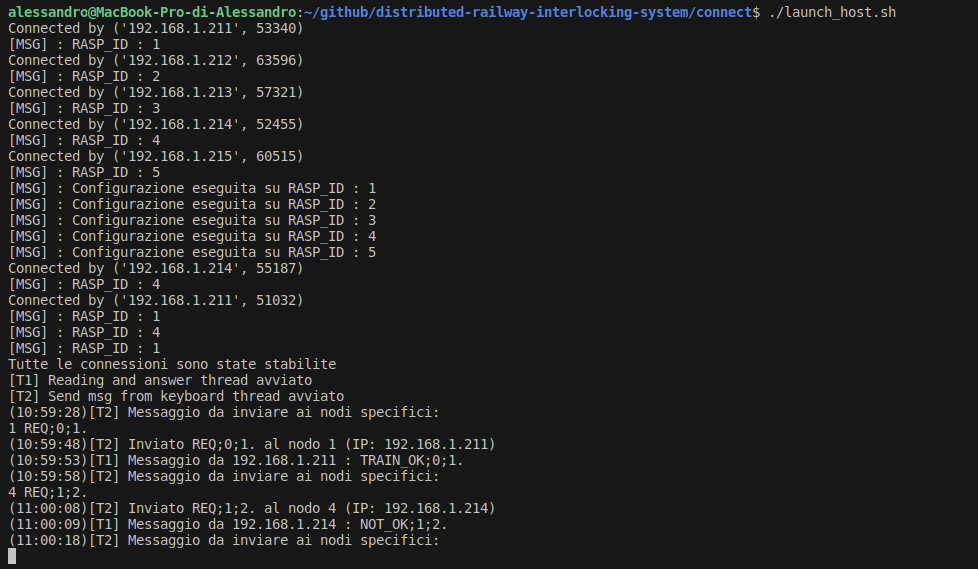 alessandro@MacBook-Pro-di-Alessandro:~/github/distributed-railway-interlocking-system/connect$ ./launch_host.sh
Connected by ('192.168.1.211', 53340)
[MSG] : RASP_ID : 1
Connected by ('192.168.1.212', 63596)
[MSG] : RASP_ID : 2
Connected by ('192.168.1.213', 57321)
[MSG] : RASP_ID : 3
Connected by ('192.168.1.214', 52455)
[MSG] : RASP_ID : 4
Connected by ('192.168.1.215', 60515)
[MSG] : RASP_ID : 5
[MSG] : Configurazione eseguita su RASP_ID : 1
[MSG] : Configurazione eseguita su RASP_ID : 2
[MSG] : Configurazione eseguita su RASP_ID : 3
[MSG] : Configurazione eseguita su RASP_ID : 4
[MSG] : Configurazione eseguita su RASP_ID : 5
Connected by ('192.168.1.214', 55187)
[MSG] : RASP_ID : 4
Connected by ('192.168.1.211', 51032)
[MSG] : RASP_ID : 1
[MSG] : RASP_ID : 4
[MSG] : RASP_ID : 1
Tutte le connessioni sono state stabilite
[T1] Reading and answer thread avviato
[T2] Send msg from keyboard thread avviato
(10:59:28)[T2] Messaggio da inviare ai nodi specifici:
1 REQ;0;1.
(10:59:48)[T2] Inviato REQ;0;1. al nodo 1 (IP: 192.168.1.211)
(10:59:53)[T1] Messaggio da 192.168.1.211 : TRAIN_OK;0;1.
(10:59:58)[T2] Messaggio da inviare ai nodi specifici:
4 REQ;1;2.
(11:00:08)[T2] Inviato REQ;1;2. al nodo 4 (IP: 192.168.1.214)
(11:00:09)[T1] Messaggio da 192.168.1.214 : NOT_OK;1;2.
(11:00:18)[T2] Messaggio da inviare ai nodi specifici: